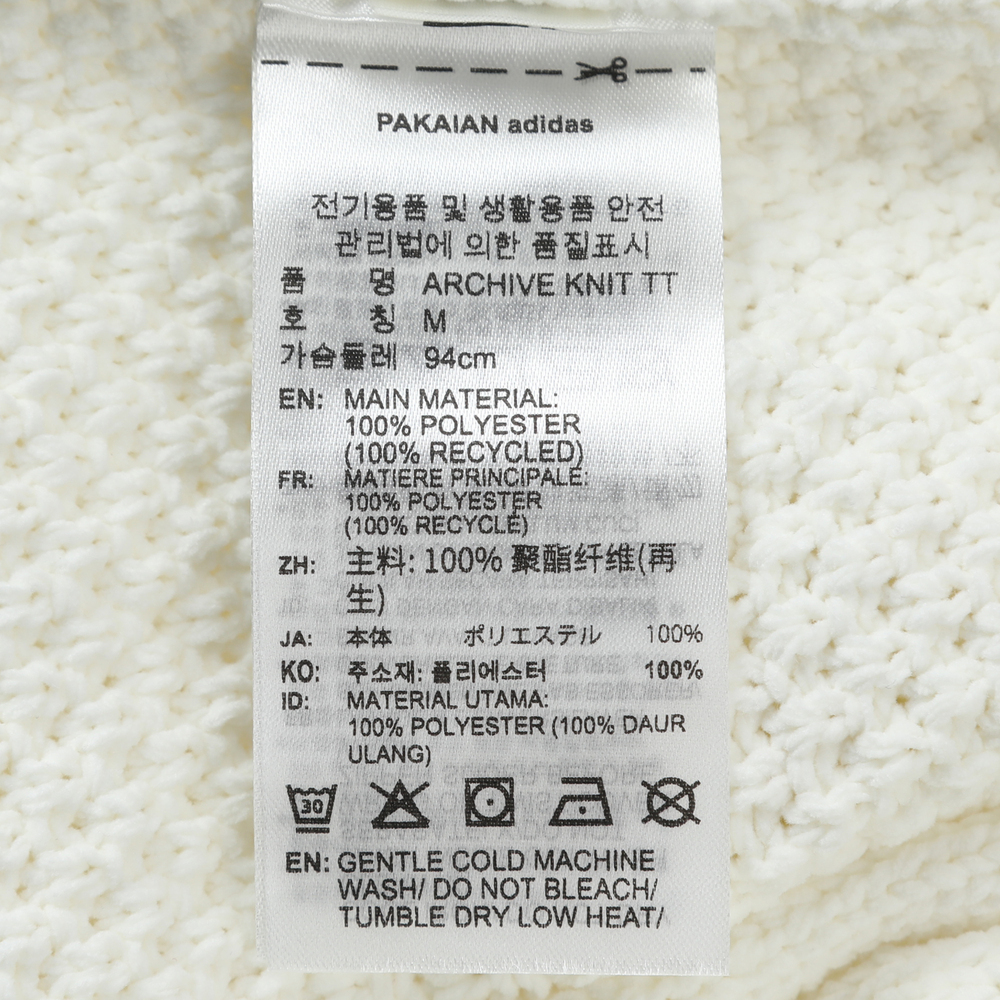 PAKAIAN adidas
전기용품 및 생활용품 안전
관리법에 의한 품질표시
품 명 ARCHIVE KNIT TT
호 칭 M
가슴둘레 94cm
EN: MAIN MATERIAL:
100% POLYESTER
(100% RECYCLED)
FR: MATIERE PRINCIPALE:
100% POLYESTER
(100% RECYCLÉ)
ZH: 主料: 100% 聚酯纤维(再
生)
JA: 本体 ポリエステル 100%
KO: 주소재: 폴리에스터 100%
ID: MATERIAL UTAMA:
100% POLYESTER (100% DAUR
ULANG)
30
EN: GENTLE COLD MACHINE
WASH/ DO NOT BLEACH/
TUMBLE DRY LOW HEAT/